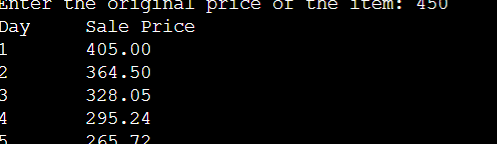 Enter the original price of the item: 450
Day Sale Price
1 405.00
2 364.50
3 328.05
4 295.24
5 265.72